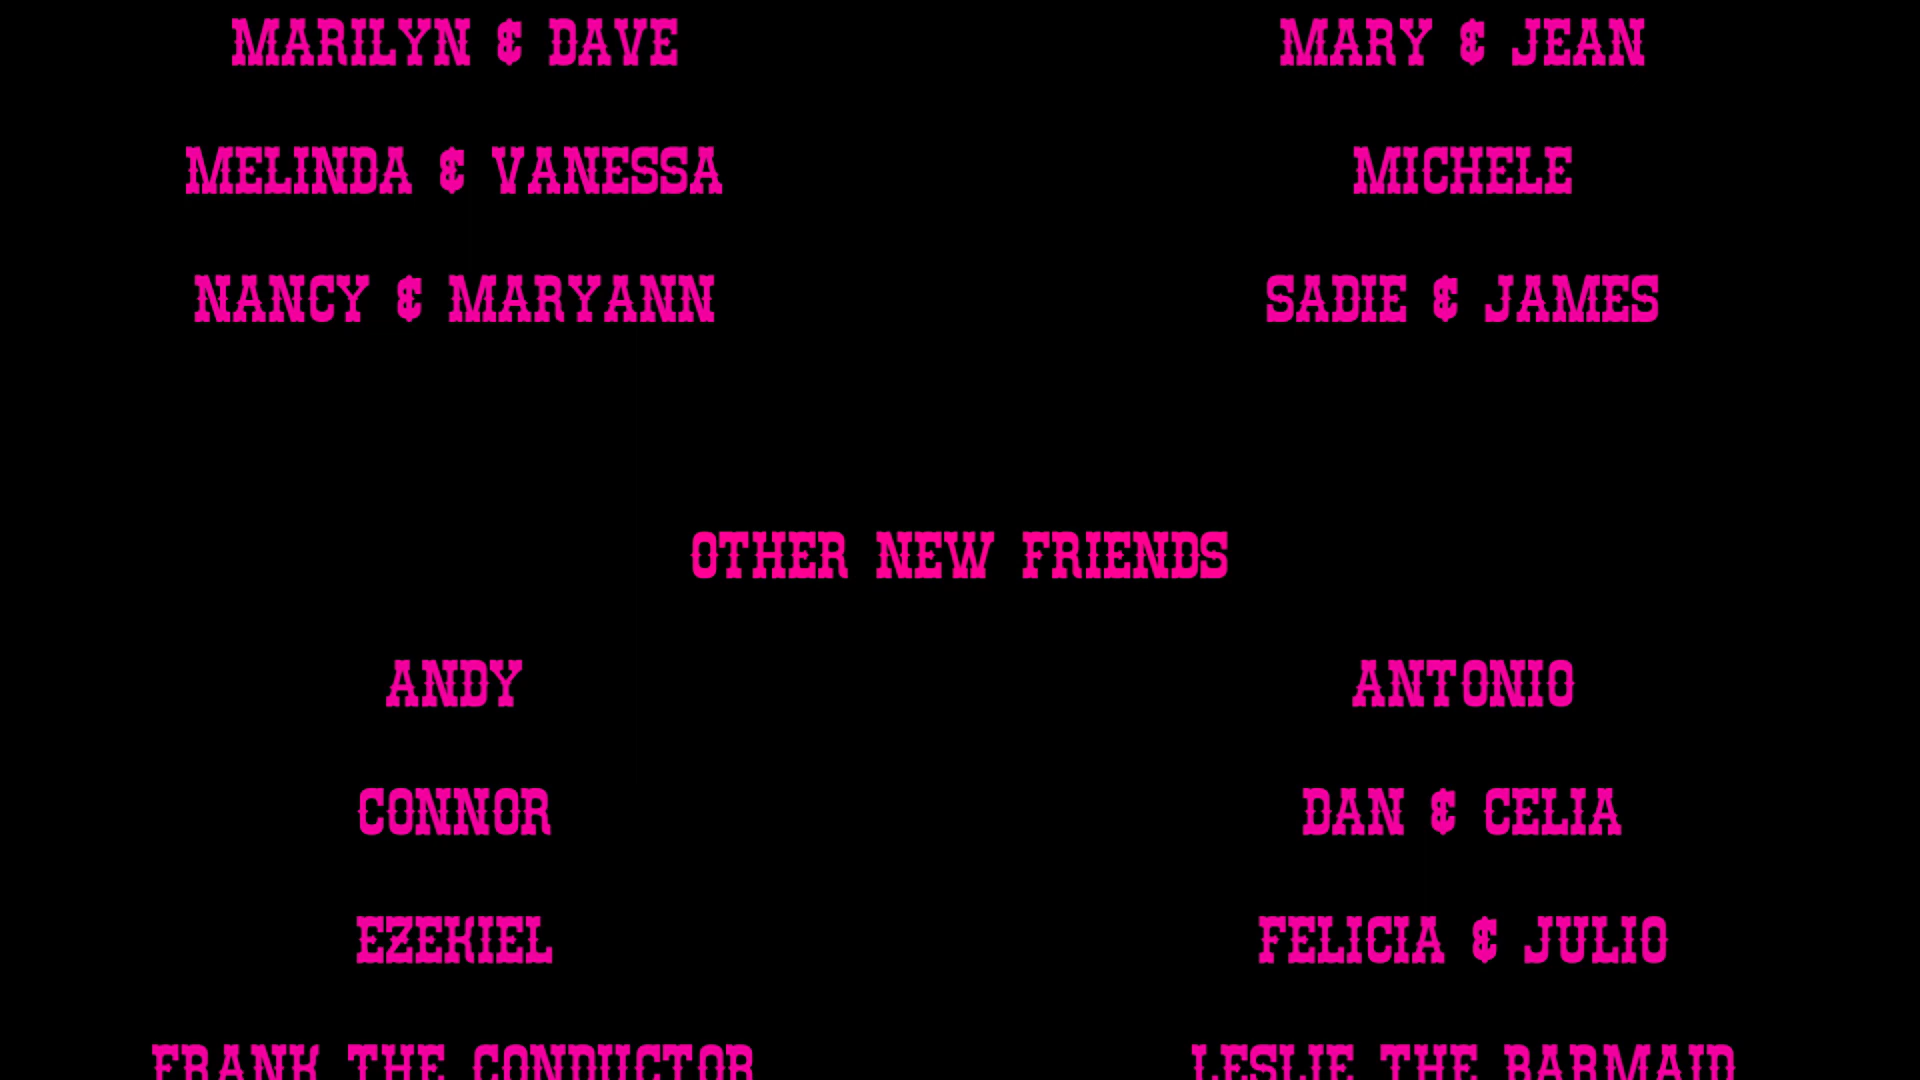 MARILYN & DAVE
MARY & JEAN
MELINDA & VANESSA
MICHELE
NANCY & MARYANN
SADIE & JAMES
OTHER NEW FRIENDS
ANDY
ANTONIO
CONNOR
DAN & CELIA
EZEKIEL
FELICIA & JULIO
FRANK THE CONDUCTOR
LESLIE THE BARMAID